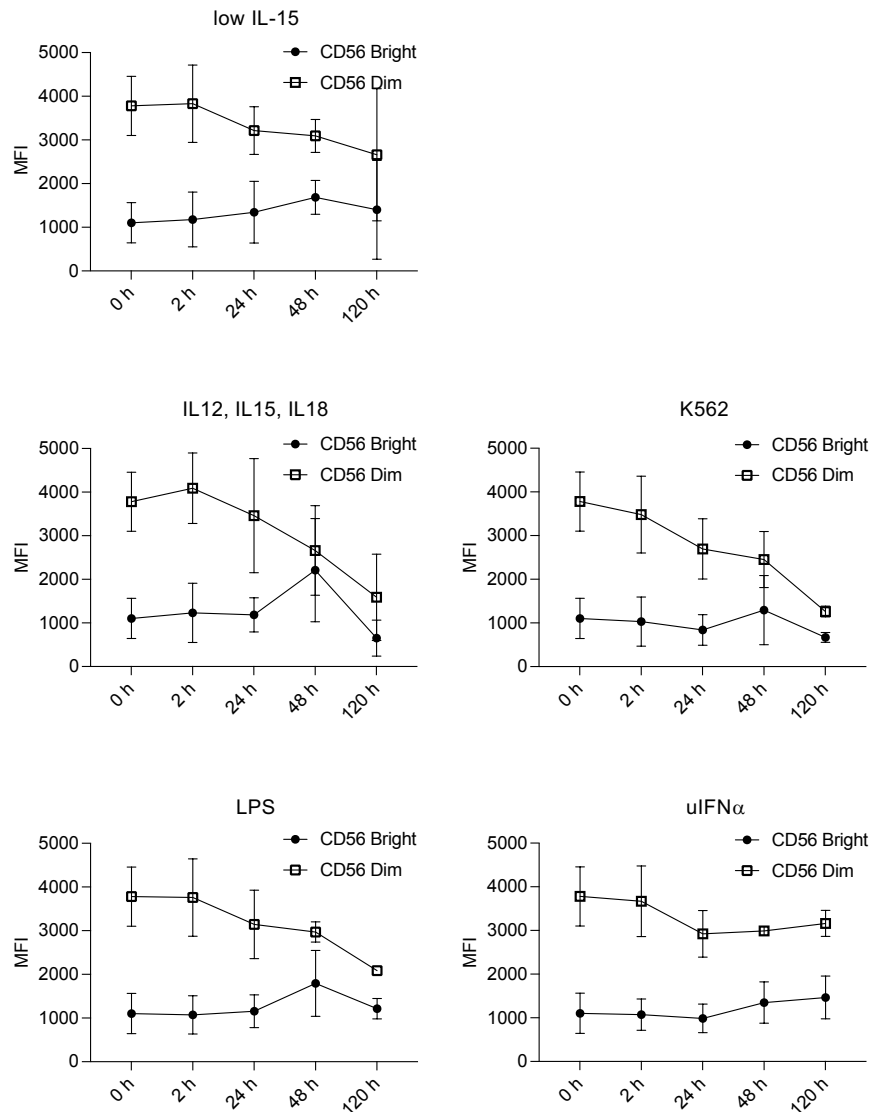 low IL-15
CD56 Bright
CD56 Dim
5000
4000
3000
2000
1000
0
MFI
0 h
2 h
24 h
48 h
120 h
IL12, IL15, IL18
CD56 Bright
CD56 Dim
5000
4000
3000
2000
1000
0
MFI
0 h
2 h
24 h
48 h
120 h
K562
CD56 Bright
CD56 Dim
5000
4000
3000
2000
1000
0
MFI
0 h
2 h
24 h
48 h
120 h
LPS
CD56 Bright
CD56 Dim
5000
4000
3000
2000
1000
0
MFI
0 h
2 h
24 h
48 h
120 h
uIFNα
CD56 Bright
CD56 Dim
5000
4000
3000
2000
1000
0
MFI
0 h
2 h
24 h
48 h
120 h